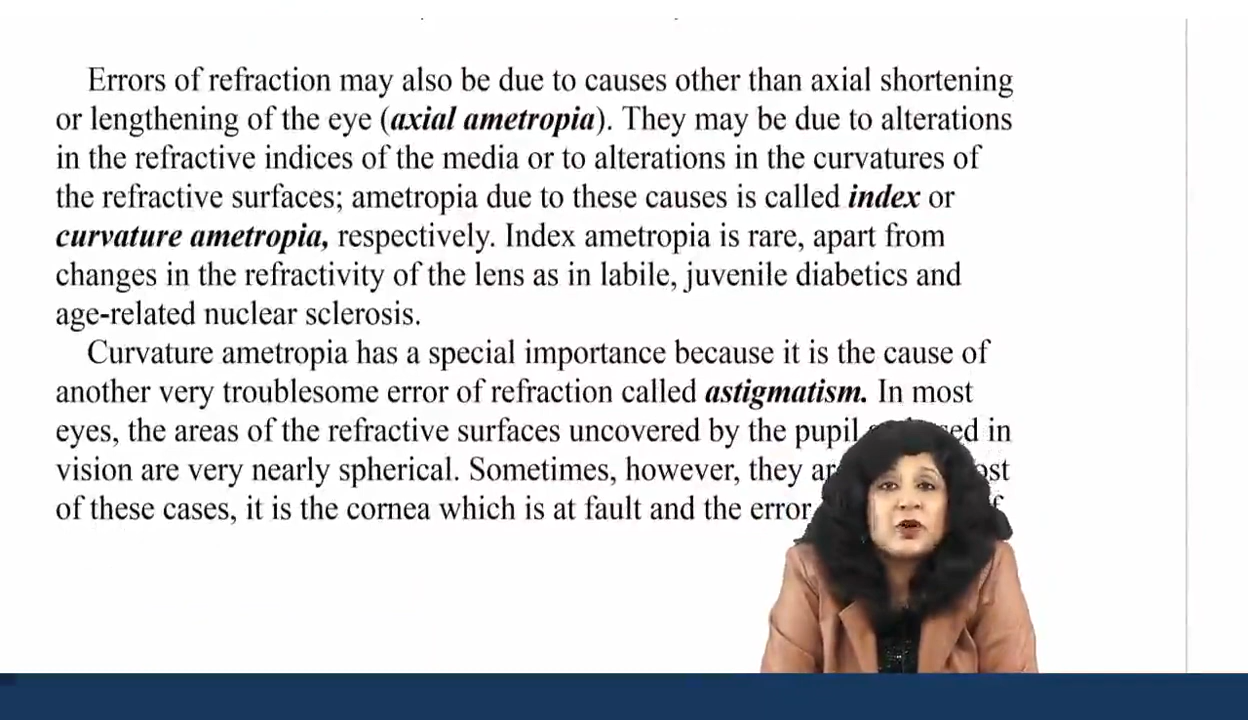 Errors of refraction may also be due to causes other than axial shortening
or lengthening of the eye (axial ametropia). They may be due to alterations
in the refractive indices of the media or to alterations in the curvatures of
the refractive surfaces; ametropia due to these causes is called index or
curvature ametropia, respectively. Index ametropia is rare, apart from
changes in the refractivity of the lens as in labile, juvenile diabetics and
age-related nuclear sclerosis.
Curvature ametropia has a special importance because it is the cause of
another very troublesome error of refraction called astigmatism. In most
eyes, the areas of the refractive surfaces uncovered by the pupil in
vision are very nearly spherical. Sometimes, however, they
of these cases, it is the cornea which is at fault and the error